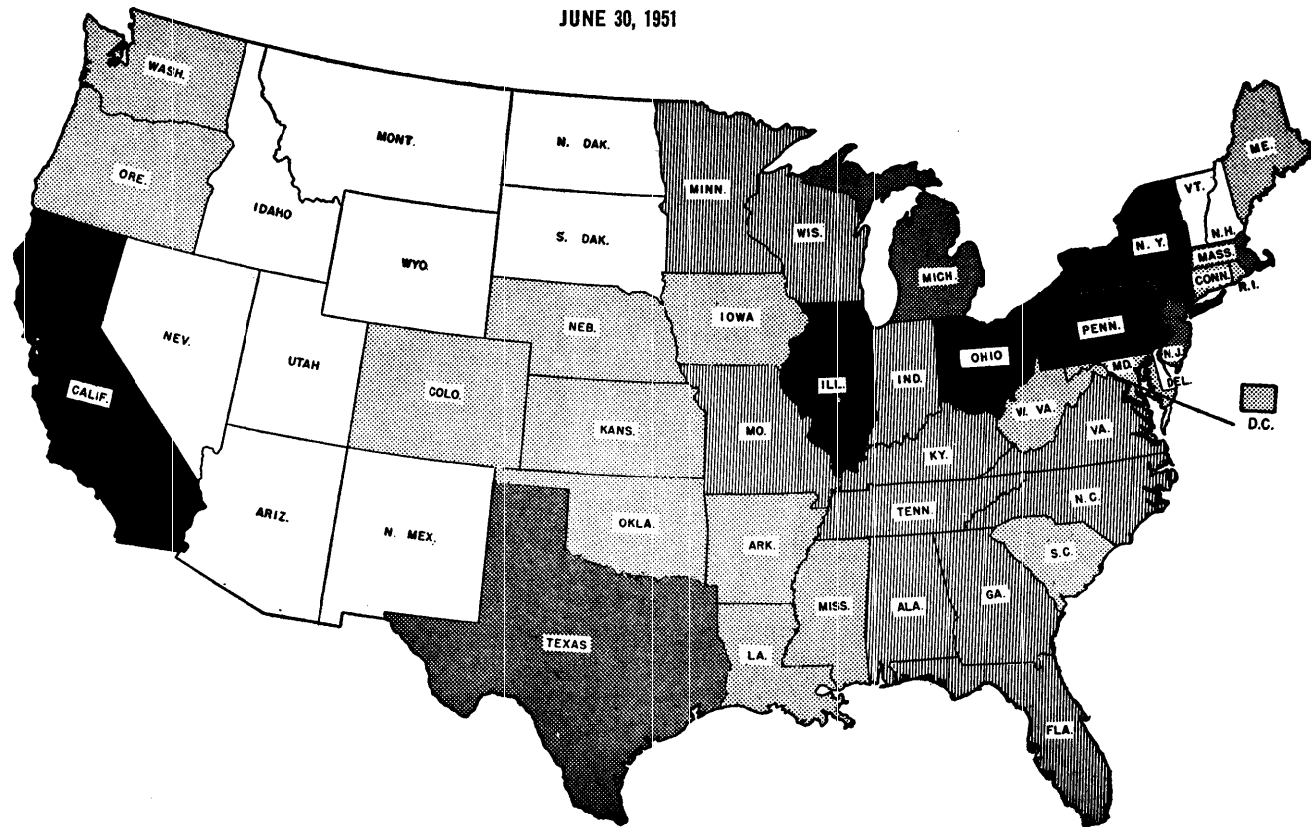 JUNE 30, 1951
WASH.
MONT.
N. DAK.
MINN.
ME.
ORE.
IDAHO
VT.
S. DAK.
WIS.
N.H.
N. Y.
WYO.
MASS.
MICH.
CONN.
R.I.
NEB.
IOWA
PENN.
NEV.
UTAH
OHIO
N.J.
MD.
CALIF.
COLO.
ILL.
IND.
DEL.
W. VA.
D.C.
KANS.
MO.
VA.
KY.
N.C.
ARIZ.
TENN.
OKLA.
N. MEX.
ARK.
S.C.
GA.
MISS.
ALA.
TEXAS
LA.
FLA.